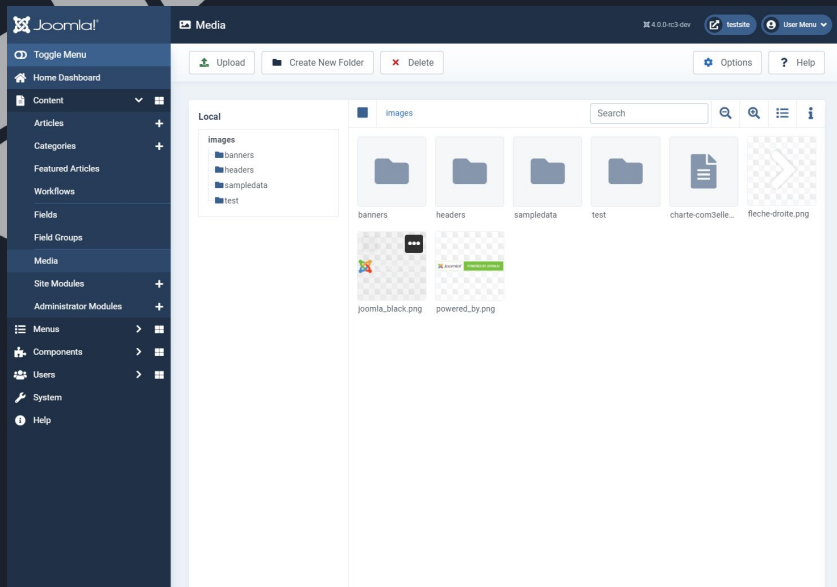 Joomla!®
Media
4.0.0-rc3-dev
testsite
User Menu
Toggle Menu
Upload
Create New Folder
Delete
Options
Help
Home Dashboard
Content
Articles
Categories
Featured Articles
Workflows
Fields
Field Groups
Media
Site Modules
Administrator Modules
Menus
Components
Users
System
Help
Local
images
banners
headers
sampledata
test
images
Search
banners
headers
sampledata
test
charte-com3elle...
fleche-droite.png
Joomla!
joomla_black.png
powered_by.png